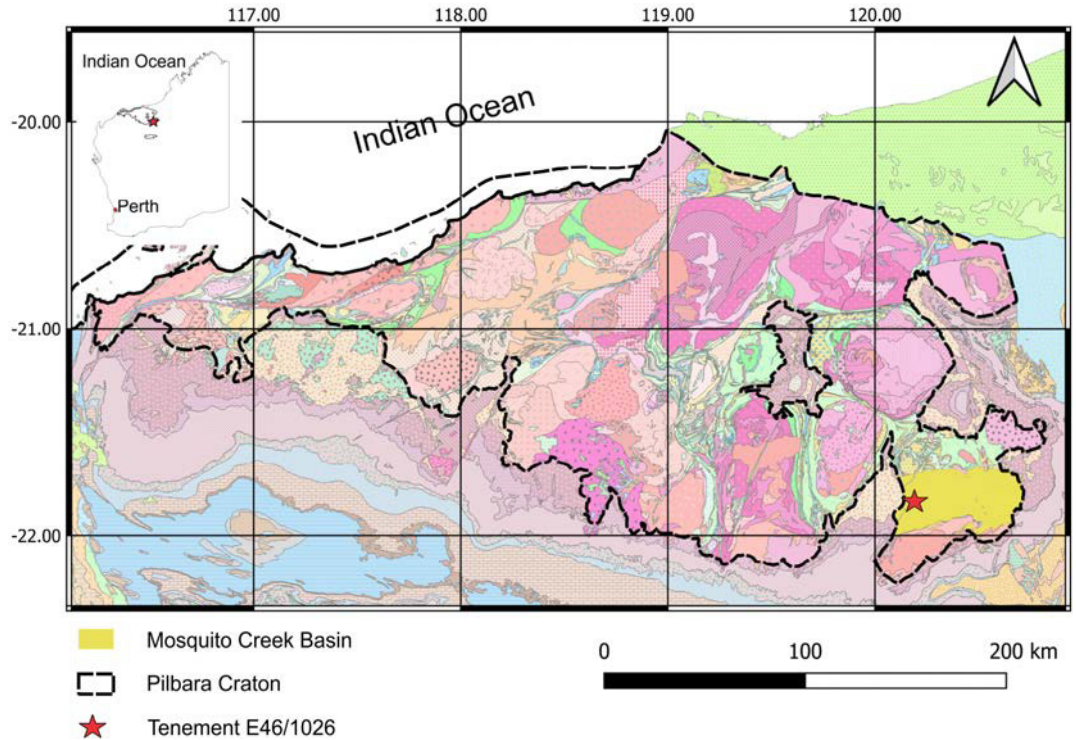 117.00 118.00 119.00 120.00
Indian Ocean
Perth
Indian Ocean
-20.00
-21.00
-22.00
Mosquito Creek Basin
Pilbara Craton
Tenement E46/1026
0 100 200 km